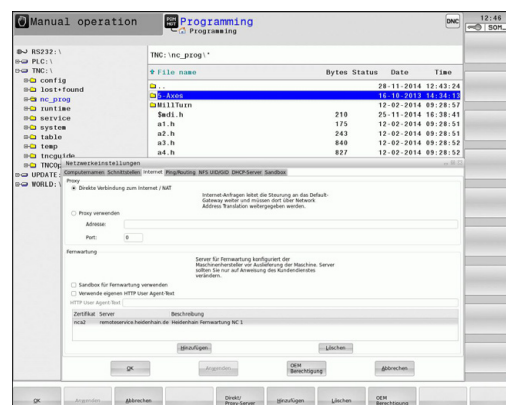 Manual operation
Programming
Programming
DNC
12:46
RS232:\
PLC:\
TNC:\
config
lost+found
nc_prog
runtime
service
system
table
temp
tncguide
UPDATE:
WORLD:\
TNC:\nc_prog\*
File name Bytes Status Date Time
.. 28-11-2014 12:43:24
5-Axes 16-10-2013 14:34:13
MillTurn 12-02-2014 09:28:57
$mdi.h 210 25-11-2014 16:38:41
a1.h 175 12-02-2014 09:28:51
a2.h 243 12-02-2014 09:28:51
a3.h 840 12-02-2014 09:28:52
a4.h 827 12-02-2014 09:28:52
Netzwerkeinstellungen
Computernamen Schnittstellen Internet Ping/Routing NFS UID/GID DHCP-Server Sandbox
Proxy
Direkte Verbindung zum Internet / NAT
Internet-Anfragen leitet die Steuerung an das Default-
Gateway weiter und müssen dort über Network
Address Translation weitergegeben werden.
Proxy verwenden
Adresse:
Port: 0
Fernwartung
Server für Fernwartung konfiguriert der
Maschinenhersteller vor Auslieferung der Maschine. Server
sollten Sie nur auf Anweisung des Kundendienstes
verändern.
Sandbox für Fernwartung verwenden
Verwende eigenen HTTP User Agent-Text
HTTP User Agent-Text
Zertifikat Server Beschreibung
nca2 remoteservice.heidenhain.de Heidenhain Fernwartung NC 1
Hinzufügen Löschen
OK Anwenden OEM Berechtigung Abbrechen
OK Anwenden Abbrechen Direkt/ Proxy-Server Hinzufügen Löschen OEM Berechtigung